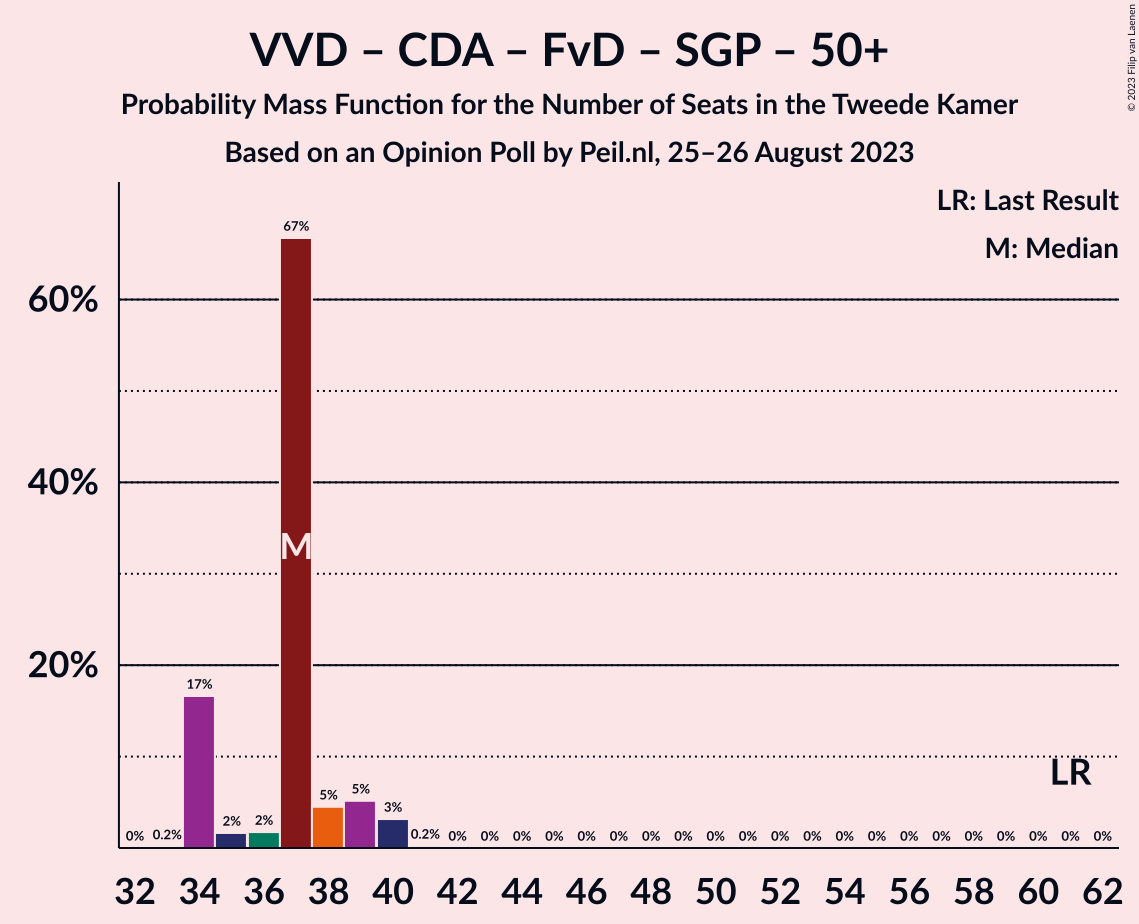 VVD – CDA – FvD – SGP – 50+
Probability Mass Function for the Number of Seats in the Tweede Kamer
Based on an Opinion Poll by Peil.nl, 25–26 August 2023
© 2023 Filip van Laenen
LR: Last Result
M: Median
60%
40%
20%
0% 0.2% 17% 2% 2% 67% 5% 5% 3% 0.2% 0% 0% 0% 0% 0% 0% 0% 0% 0% 0% 0% 0% 0% 0% 0% 0% 0% 0% 0% 0% 0%
M
LR
32 34 36 38 40 42 44 46 48 50 52 54 56 58 60 62